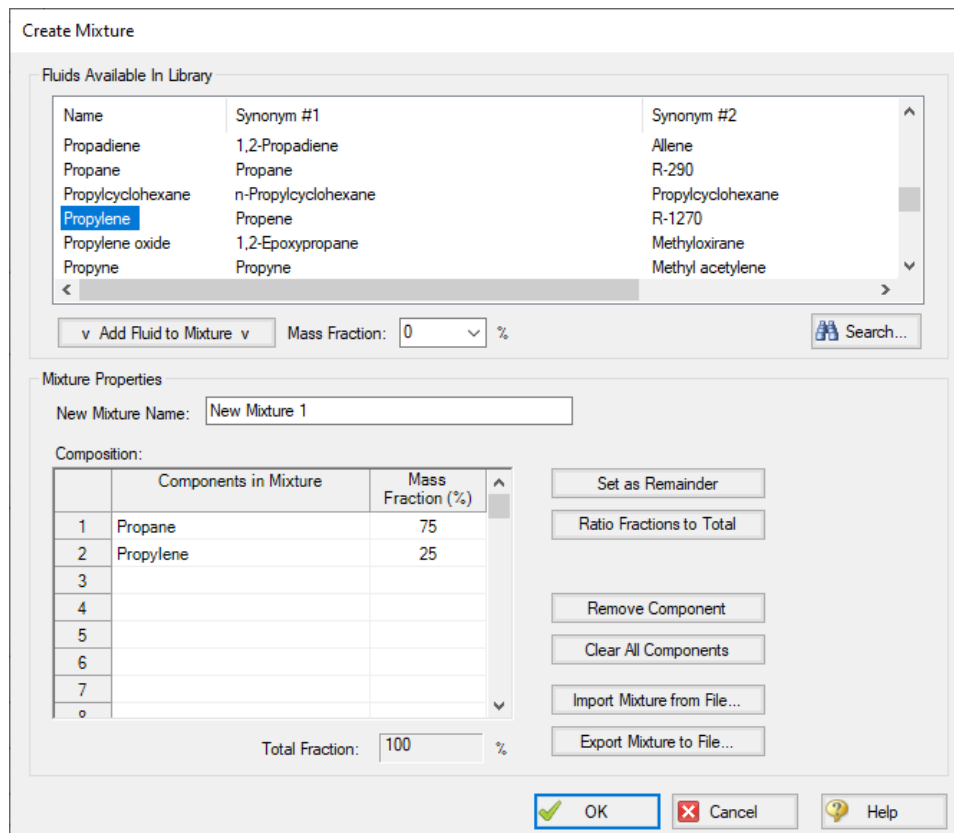 Create Mixture
Fluids Available In Library
Name Synonym #1 Synonym #2
Propadiene 1,2-Propadiene Allene
Propane Propane R-290
Propylcyclohexane n-Propylcyclohexane Propylcyclohexane
Propylene Propene R-1270
Propylene oxide 1,2-Epoxypropane Methyloxirane
Propyne Propyne Methyl acetylene
v Add Fluid to Mixture v Mass Fraction: 0 % Search...
Mixture Properties
New Mixture Name: New Mixture 1
Composition:
Components in Mixture Mass Fraction (%)
1 Propane 75
2 Propylene 25
3
4
5
6
7
8
Set as Remainder
Ratio Fractions to Total
Remove Component
Clear All Components
Import Mixture from File...
Export Mixture to File...
Total Fraction: 100 %
OK Cancel Help